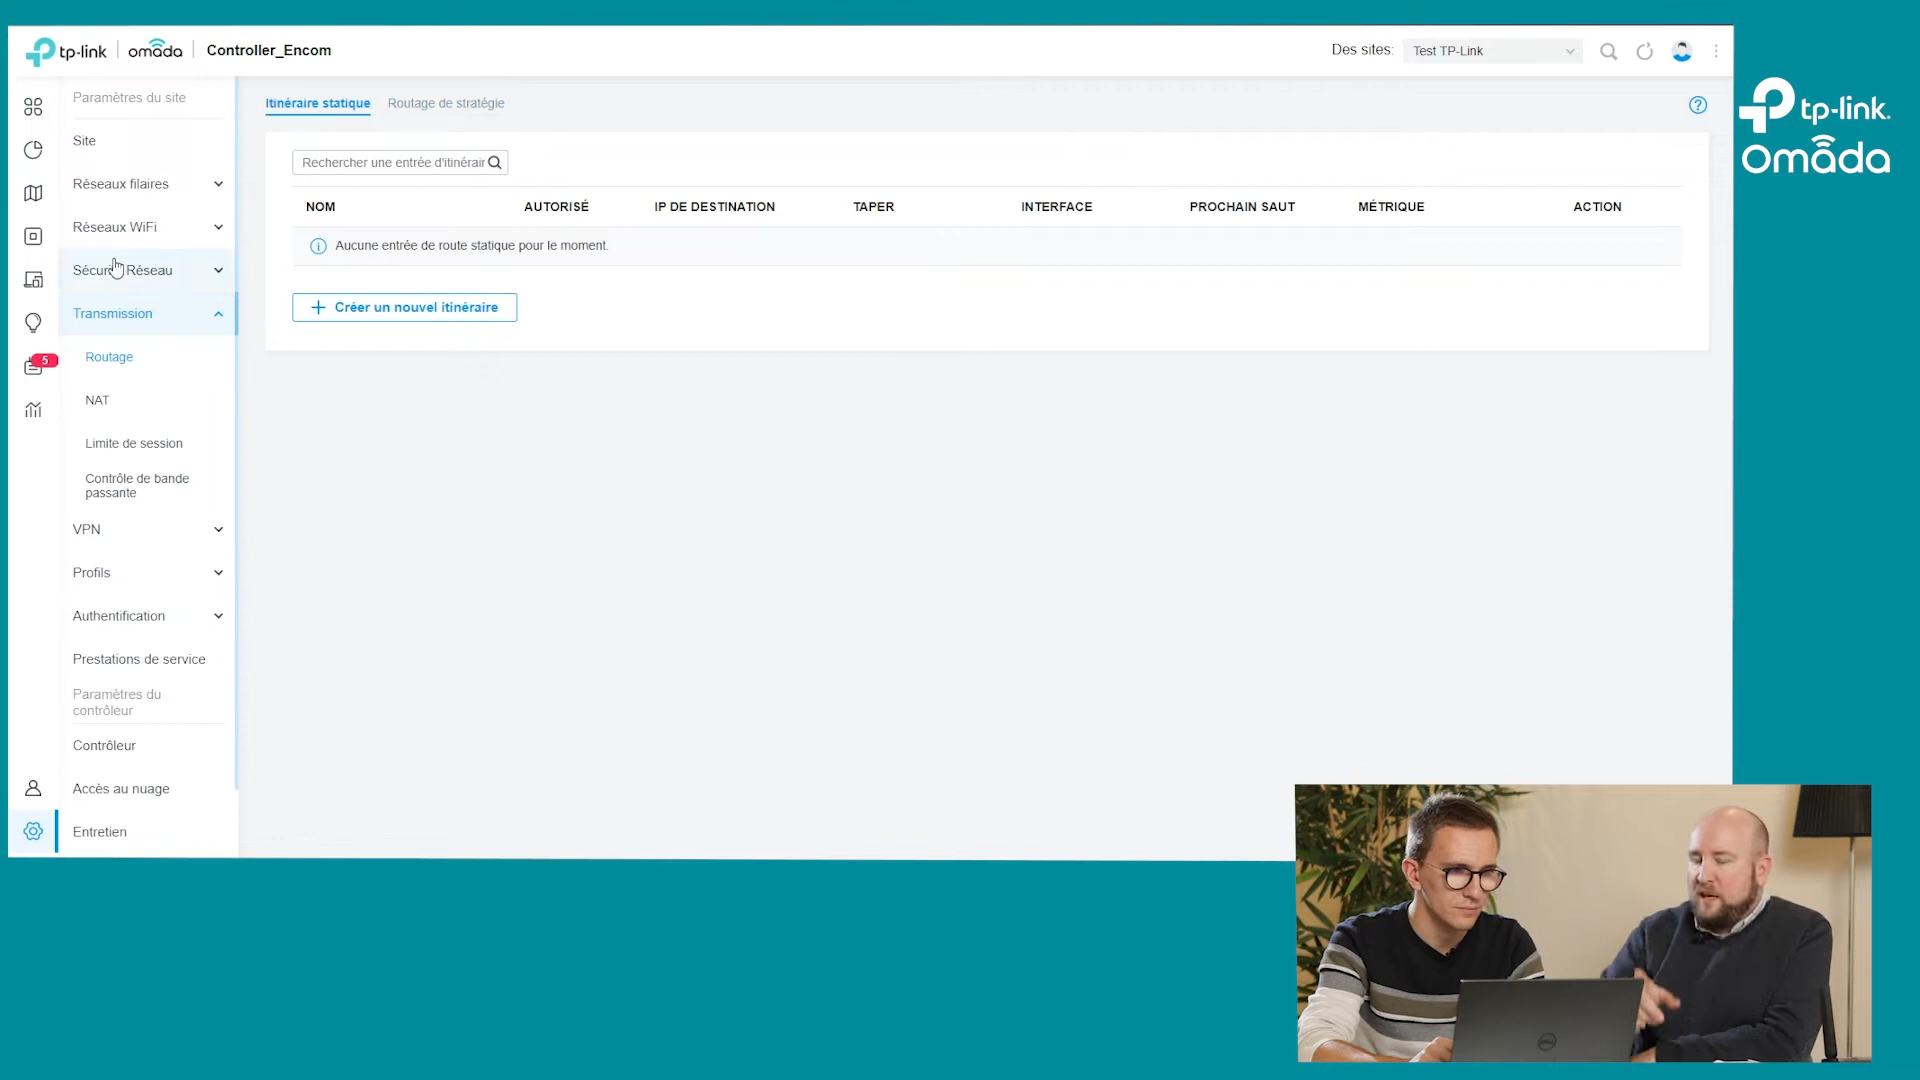 tp-link | omada | Controller_Encom
Des sites: Test TP-Link
Paramètres du site
Site
Réseaux filaires
Réseaux WiFi
Sécurité Réseau
Transmission
Routage
NAT
Limite de session
Contrôle de bande
passante
VPN
Profils
Authentification
Prestations de service
Paramètres du
contrôleur
Contrôleur
Accès au nuage
Entretien
5
Itinéraire statique Routage de stratégie
?
Rechercher une entrée d'itinérair
NOM AUTORISÉ IP DE DESTINATION TAPER INTERFACE PROCHAIN SAUT MÉTRIQUE ACTION
Aucune entrée de route statique pour le moment.
+ Créer un nouvel itinéraire
tp-link.
omada
DELL